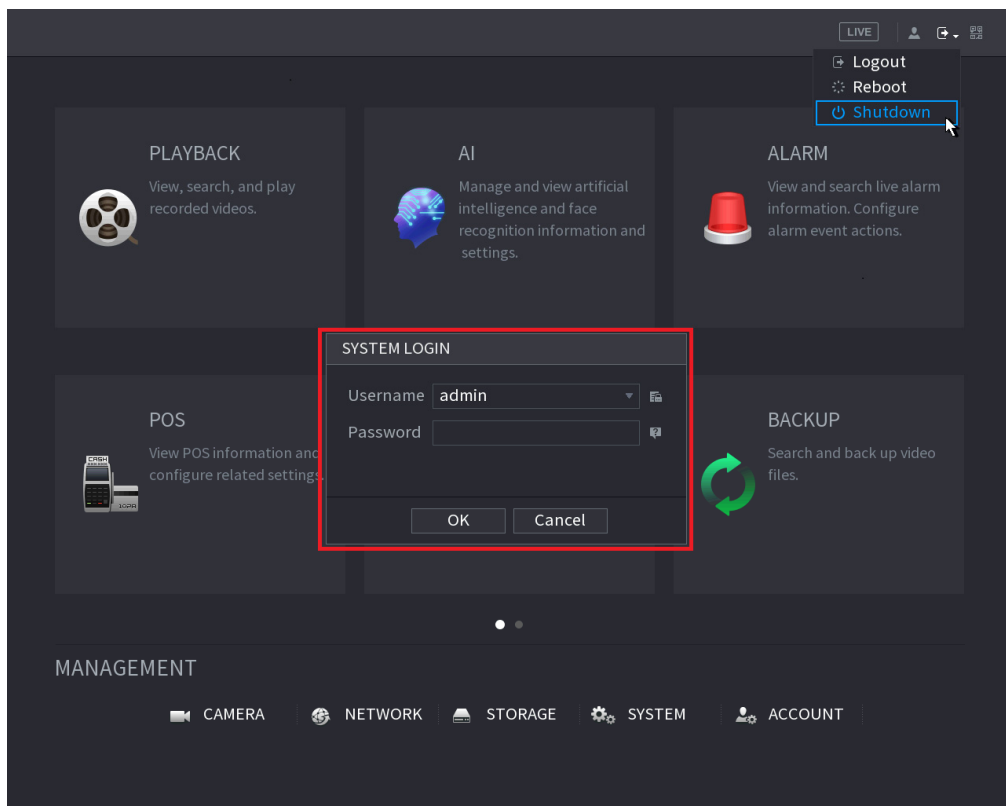 LIVE
Logout
Reboot
Shutdown
PLAYBACK
View, search, and play
recorded videos.
AI
Manage and view artificial
intelligence and face
recognition information and
settings.
ALARM
View and search live alarm
information. Configure
alarm event actions.
SYSTEM LOGIN
Username admin
Password
OK Cancel
POS
View POS information and
configure related settings.
CASH
BACKUP
Search and back up video
files.
MANAGEMENT
CAMERA NETWORK STORAGE SYSTEM ACCOUNT